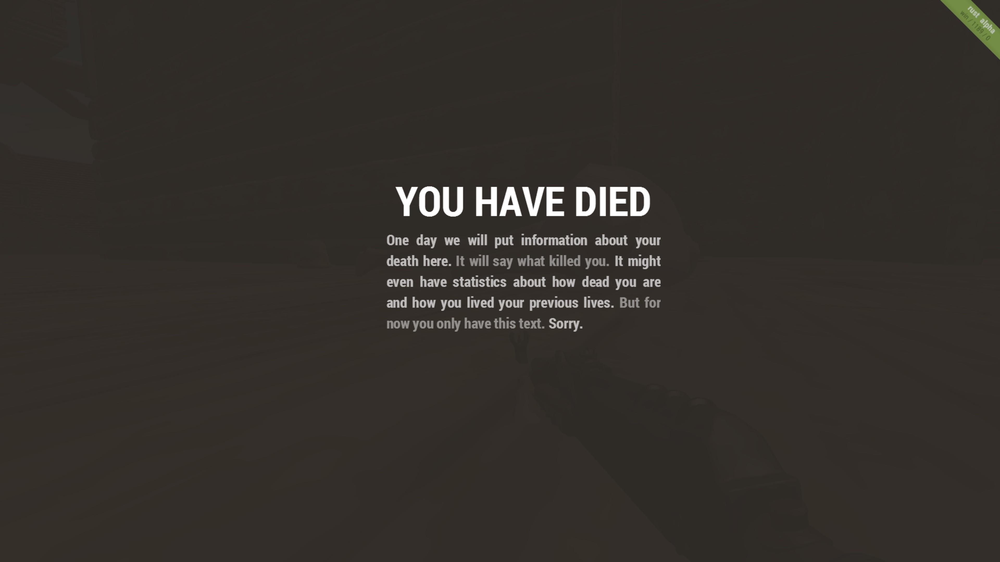 rust alpha
win / 1189 / 0
YOU HAVE DIED
One day we will put information about your
death here. It will say what killed you. It might
even have statistics about how dead you are
and how you lived your previous lives. But for
now you only have this text. Sorry.